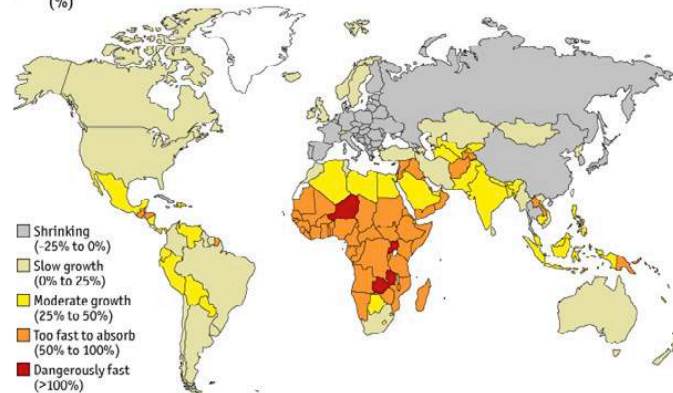 (%)
Shrinking
(-25% to 0%)
Slow growth
(0% to 25%)
Moderate growth
(25% to 50%)
Too fast to absorb
(50% to 100%)
Dangerously fast
(>100%)